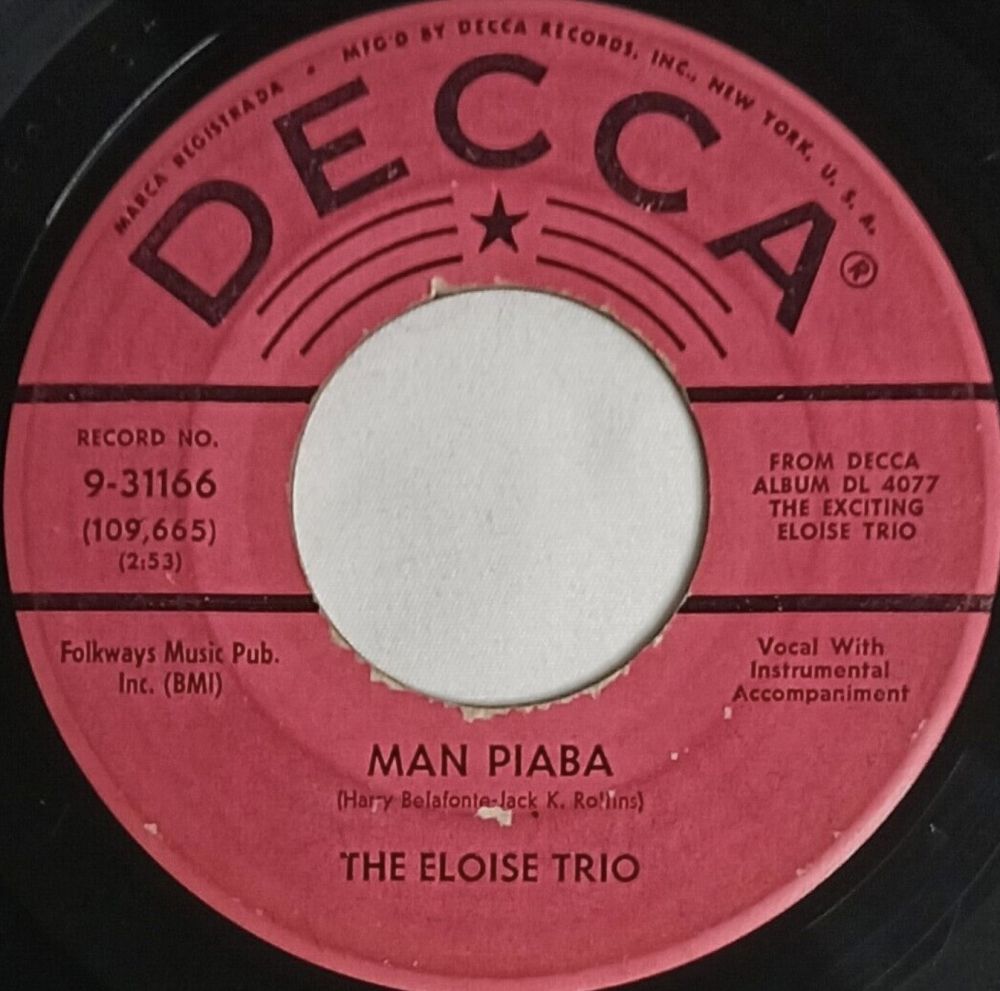 MARCA REGISTRADA • MFG'D BY DECCA RECORDS, INC., NEW YORK, U. S. A.
DECCA®
RECORD NO.
9-31166
(109,665)
(2:53)
FROM DECCA
ALBUM DL 4077
THE EXCITING
ELOISE TRIO
Folkways Music Pub.
Inc. (BMI)
Vocal With
Instrumental
Accompaniment
MAN PIABA
(Harry Belafonte-Jack K. Rollins)
THE ELOISE TRIO